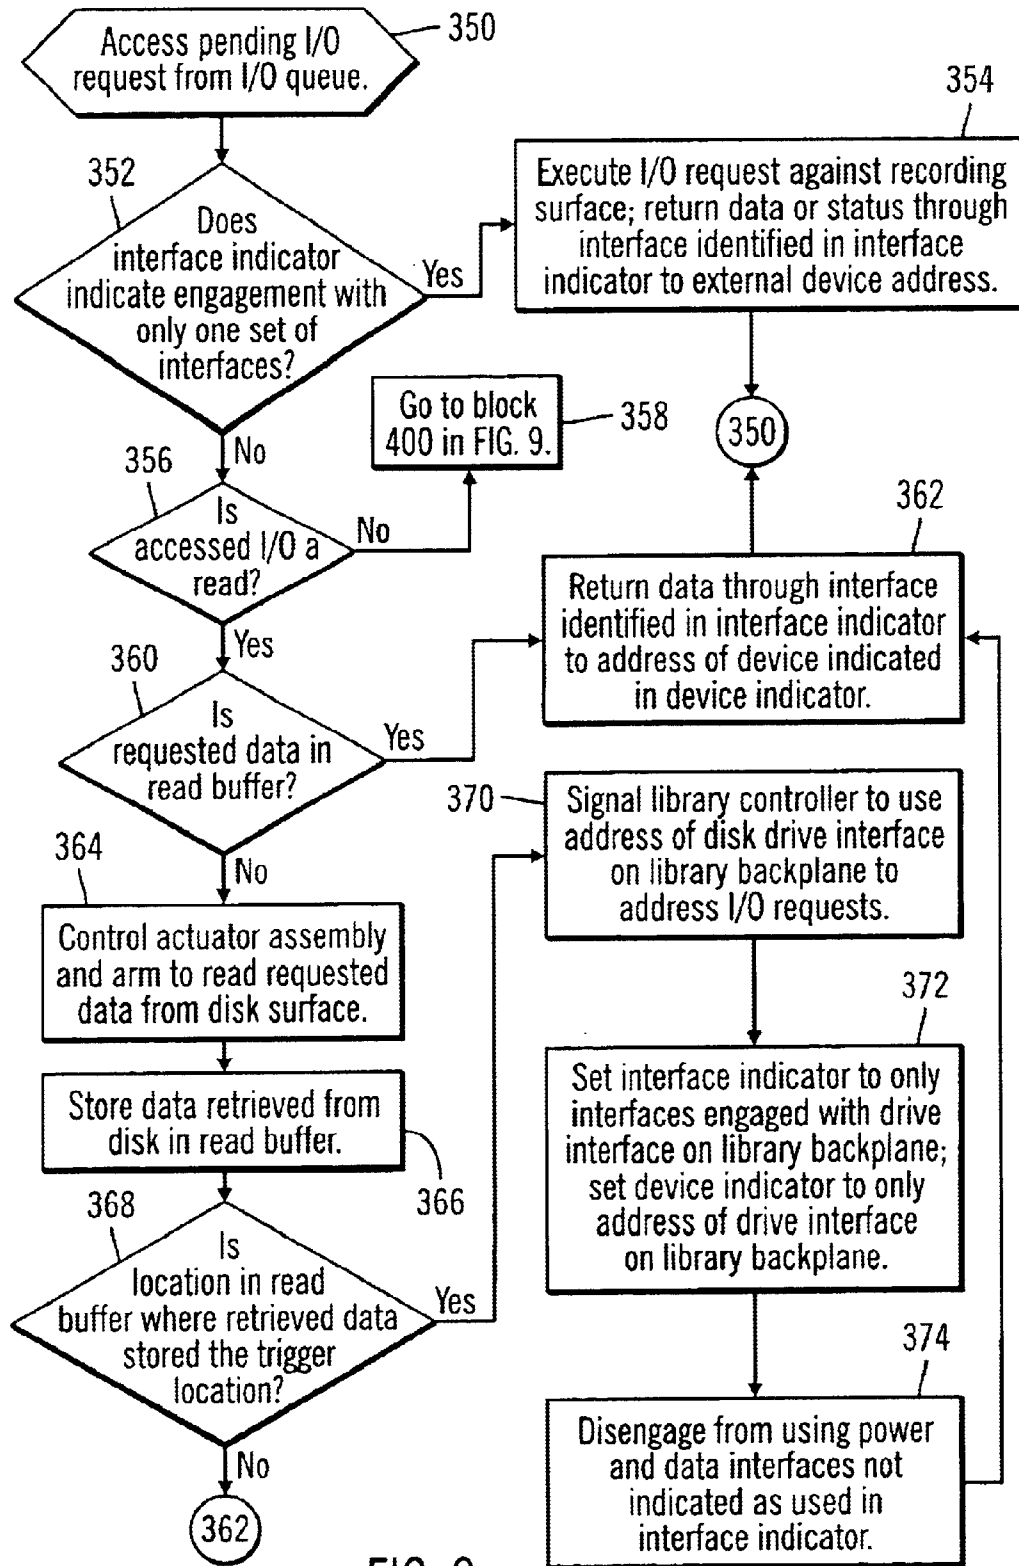 Access pending I/O
request from I/O queue.
350
352
Does
interface indicator
indicate engagement with
only one set of
interfaces?
Yes
No
354
Execute I/O request against recording
surface; return data or status through
interface identified in interface
indicator to external device address.
350
356
Is
accessed I/O a
read?
No
Yes
Go to block
400 in FIG. 9.
358
360
Is
requested data in
read buffer?
Yes
No
362
Return data through interface
identified in interface indicator
to address of device indicated
in device indicator.
364
Control actuator assembly
and arm to read requested
data from disk surface.
Store data retrieved from
disk in read buffer.
366
368
Is
location in read
buffer where retrieved data
stored the trigger
location?
Yes
No
362
370
Signal library controller to use
address of disk drive interface
on library backplane to
address I/O requests.
372
Set interface indicator to only
interfaces engaged with drive
interface on library backplane;
set device indicator to only
address of drive interface
on library backplane.
374
Disengage from using power
and data interfaces not
indicated as used in
interface indicator.